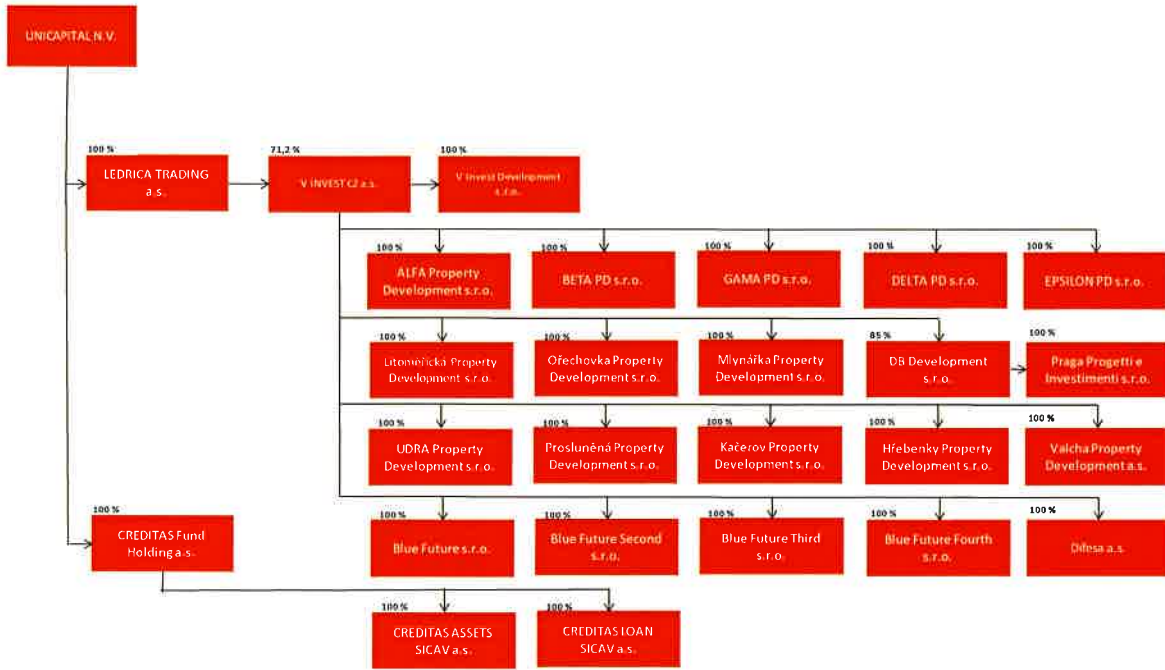 UNICAPITAL N.V.
100 %
71,2 %
100 %
LEDRICA TRADING
a.s.
V INVEST CZ a.s.
V Invest Development
s.r.o.
100 %
100 %
100 %
100 %
100 %
ALFA Property
Development s.r.o.
BETA PD s.r.o.
GAMA PD s.r.o.
DELTA PD s.r.o.
EPSILON PD s.r.o.
100 %
100 %
100 %
85 %
100 %
Litoměřická Property
Development s.r.o.
Ořechovka Property
Development s.r.o.
Mlynářka Property
Development s.r.o.
DB Development
s.r.o.
Praga Progetti e
Investimenti s.r.o.
100 %
100 %
100 %
100 %
100 %
UDRA Property
Development s.r.o.
Prosluněná Property
Development s.r.o.
Kačerov Property
Development s.r.o.
Hřebenky Property
Development s.r.o.
Valcha Property
Development a.s.
100 %
CREDITAS Fund
Holding a.s.
100 %
100 %
100 %
100 %
100 %
Blue Future s.r.o.
Blue Future Second
s.r.o.
Blue Future Third
s.r.o.
Blue Future Fourth
s.r.o.
Difesa a.s.
100 %
100 %
CREDITAS ASSETS
SICAV a.s.
CREDITAS LOAN
SICAV a.s.